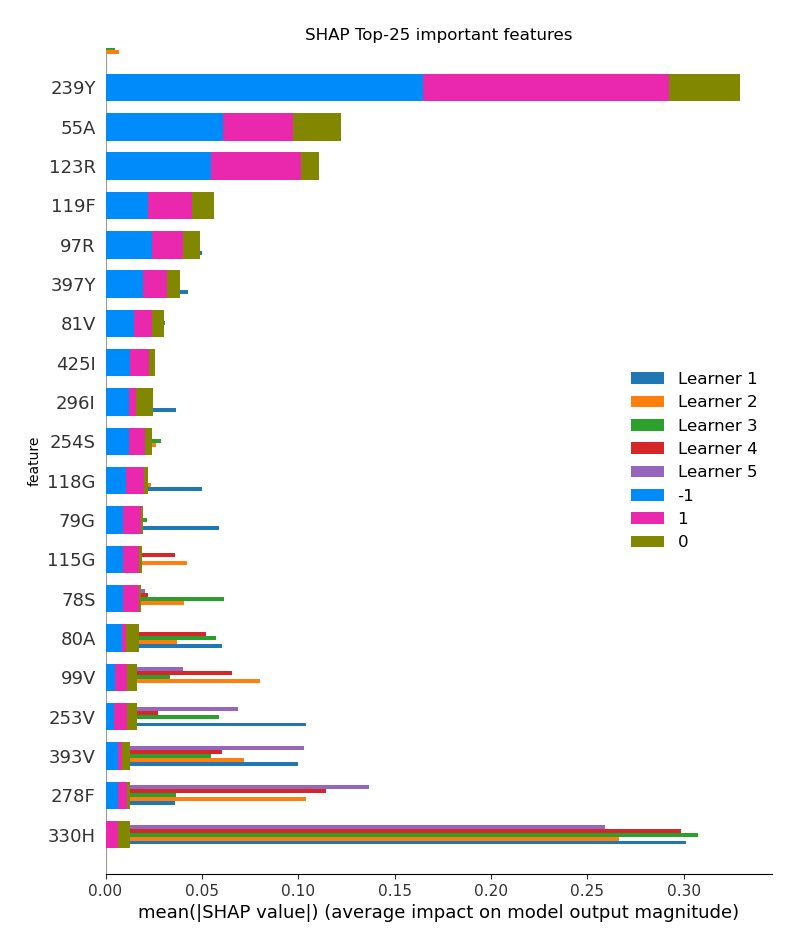 SHAP Top-25 important features
239Y
55A
123R
119F
97R
397Y
81V
425I
296I
254S
118G
79G
115G
78S
80A
99V
253V
393V
278F
330H
feature
Learner 1
Learner 2
Learner 3
Learner 4
Learner 5
-1
1
0
0.00 0.05 0.10 0.15 0.20 0.25 0.30
mean(|SHAP value|) (average impact on model output magnitude)